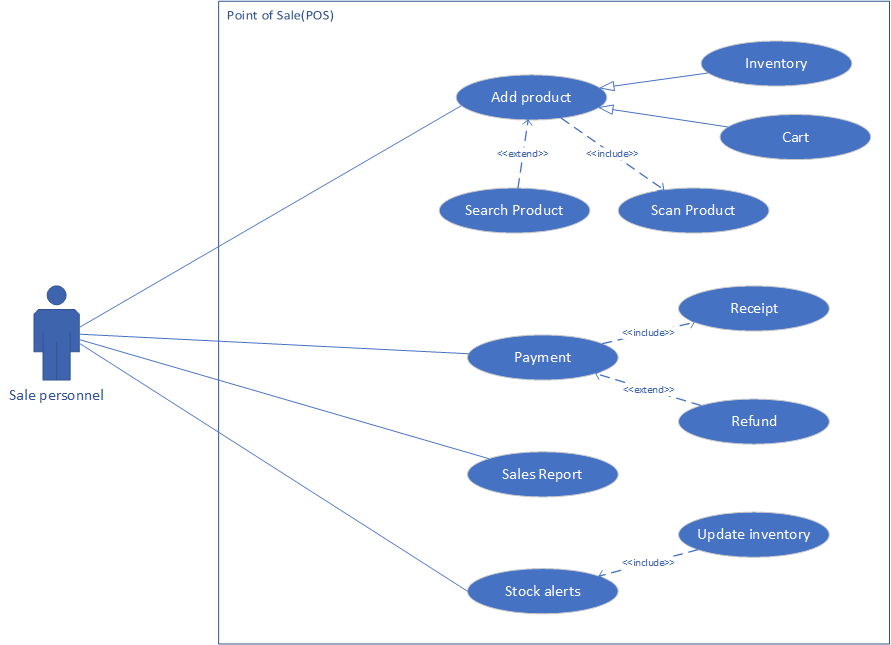 Point of Sale(POS)
Inventory
Add product
Cart
<<extend>>
<<include>>
Search Product
Scan Product
Receipt
<<include>>
Payment
<<extend>>
Sale personnel
Refund
Sales Report
Update inventory
<<include>>
Stock alerts